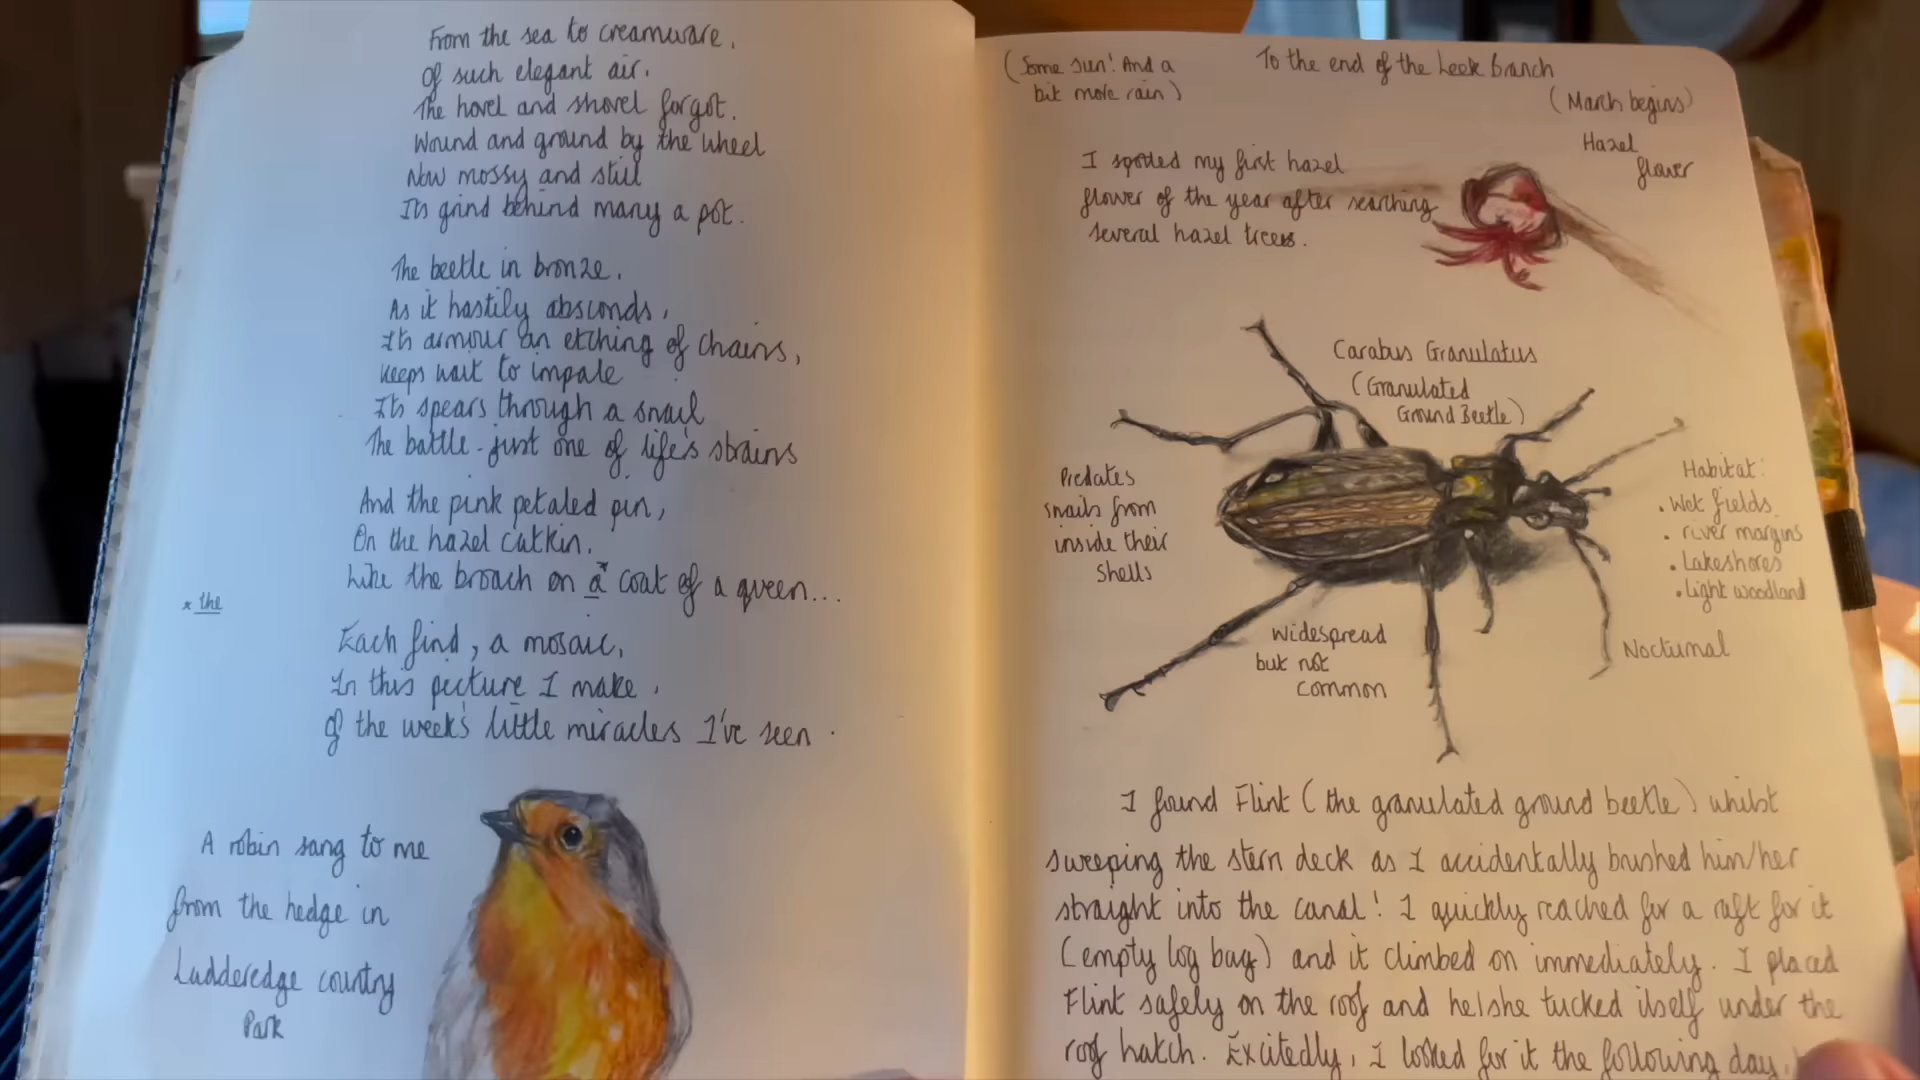 From the sea to creamware,
Of such elegant air,
The hovel and shovel forgot.
Wound and ground by the wheel
Now mossy and still
Its grind behind many a pot.
The beetle in bronze,
As it hastily absconds,
Its armour an etching of chains,
Keeps wait to impale
Its spears through a snail
The battle - just one of life's strains
And the pink petaled pin,
On the hazel catkin,
Like the broach on a* coat of a queen...
* the
Each find, a mosaic,
In this picture I make,
Of the week's little miracles I've seen.
A robin sang to me
from the hedge in
Ladderedge country
Park
(Some sun! And a
bit more rain)
To the end of the Leek branch
(March begins)
Hazel
flower
I spotted my first hazel
flower of the year after searching
several hazel trees.
Carabus Granulatus
(Granulated
Ground Beetle)
Predates
snails from
inside their
shells
Habitat:
. Wet fields
. river margins
. Lakeshores
. Light woodland
Widespread
but not
common
Nocturnal
I found Flint (the granulated ground beetle) whilst
sweeping the stern deck as I accidentally brushed him/her
straight into the canal! I quickly reached for a raft for it
(empty log bag) and it climbed on immediately. I placed
Flint safely on the roof and he/she tucked itself under the
roof hatch. Excitedly, I looked for it the following day,